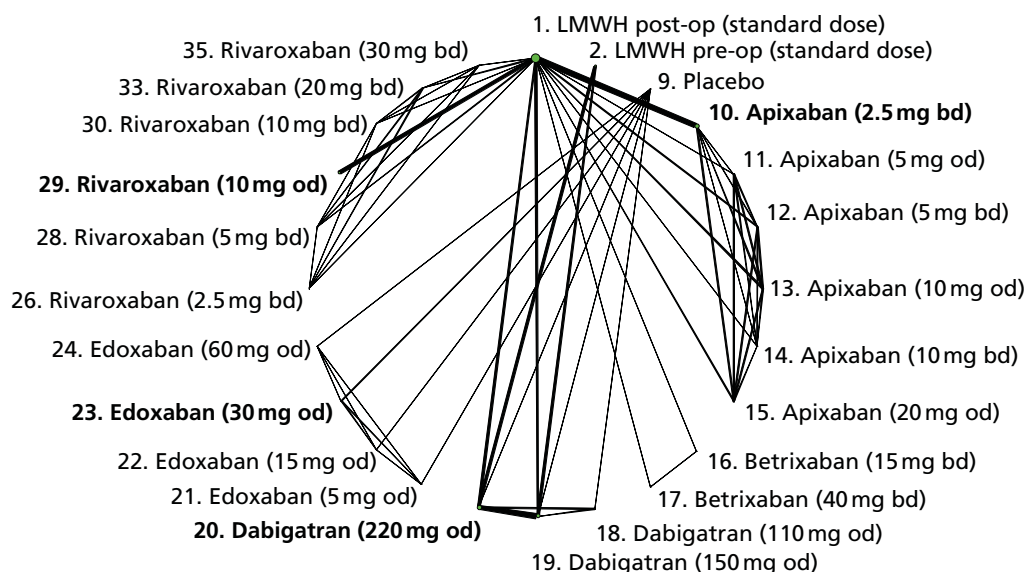 1. LMWH post-op (standard dose)
2. LMWH pre-op (standard dose)
9. Placebo
10. Apixaban (2.5 mg bd)
11. Apixaban (5 mg od)
12. Apixaban (5 mg bd)
13. Apixaban (10 mg od)
14. Apixaban (10 mg bd)
15. Apixaban (20 mg od)
16. Betrixaban (15 mg bd)
17. Betrixaban (40 mg bd)
18. Dabigatran (110 mg od)
19. Dabigatran (150 mg od)
20. Dabigatran (220 mg od)
21. Edoxaban (5 mg od)
22. Edoxaban (15 mg od)
23. Edoxaban (30 mg od)
24. Edoxaban (60 mg od)
26. Rivaroxaban (2.5 mg bd)
28. Rivaroxaban (5 mg bd)
29. Rivaroxaban (10 mg od)
30. Rivaroxaban (10 mg bd)
33. Rivaroxaban (20 mg bd)
35. Rivaroxaban (30 mg bd)